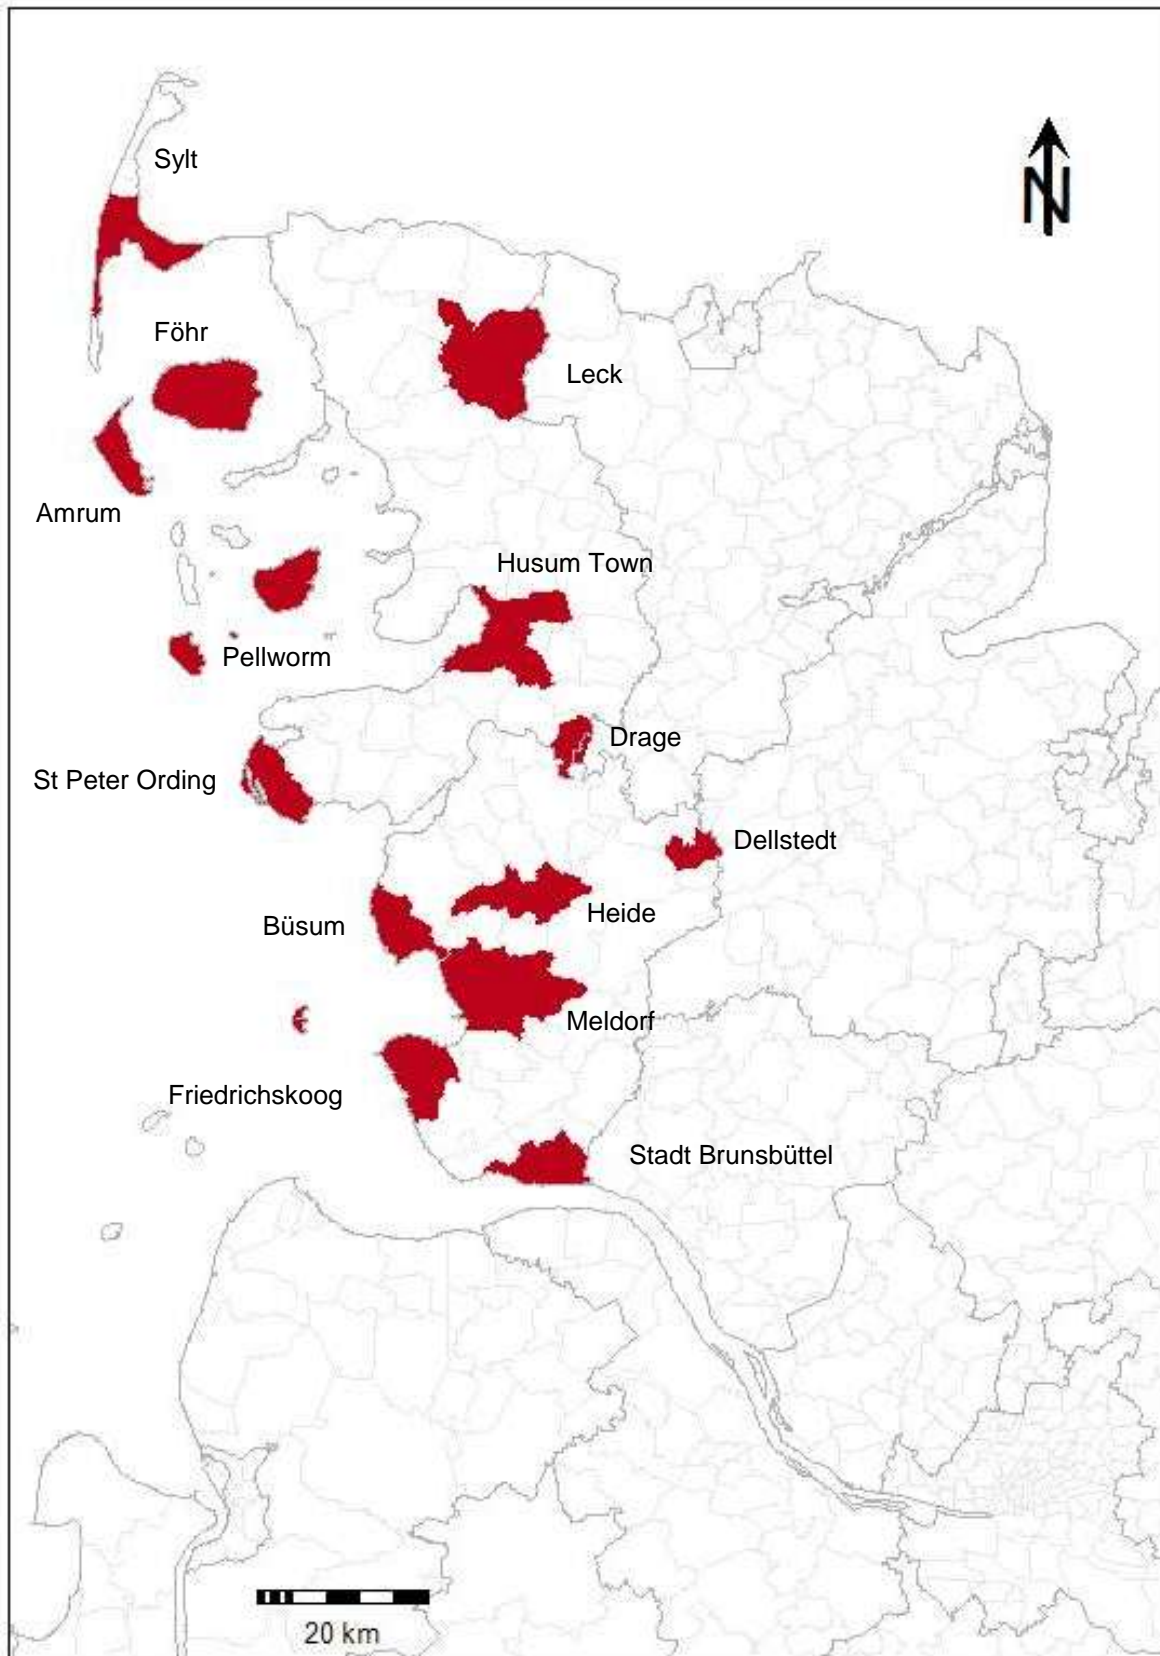 Sylt
N
Föhr
Leck
Amrum
Husum Town
Pellworm
Drage
St Peter Ording
Dellstedt
Heide
Büsum
Meldorf
Friedrichskoog
Stadt Brunsbüttel
20 km